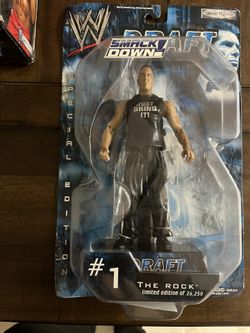 W
SMACK
DOWN!
DRAFT
SPECIAL EDITION
JUST
BRING
IT!
DRAFT
#1
THE ROCK
limited edition of 26,250